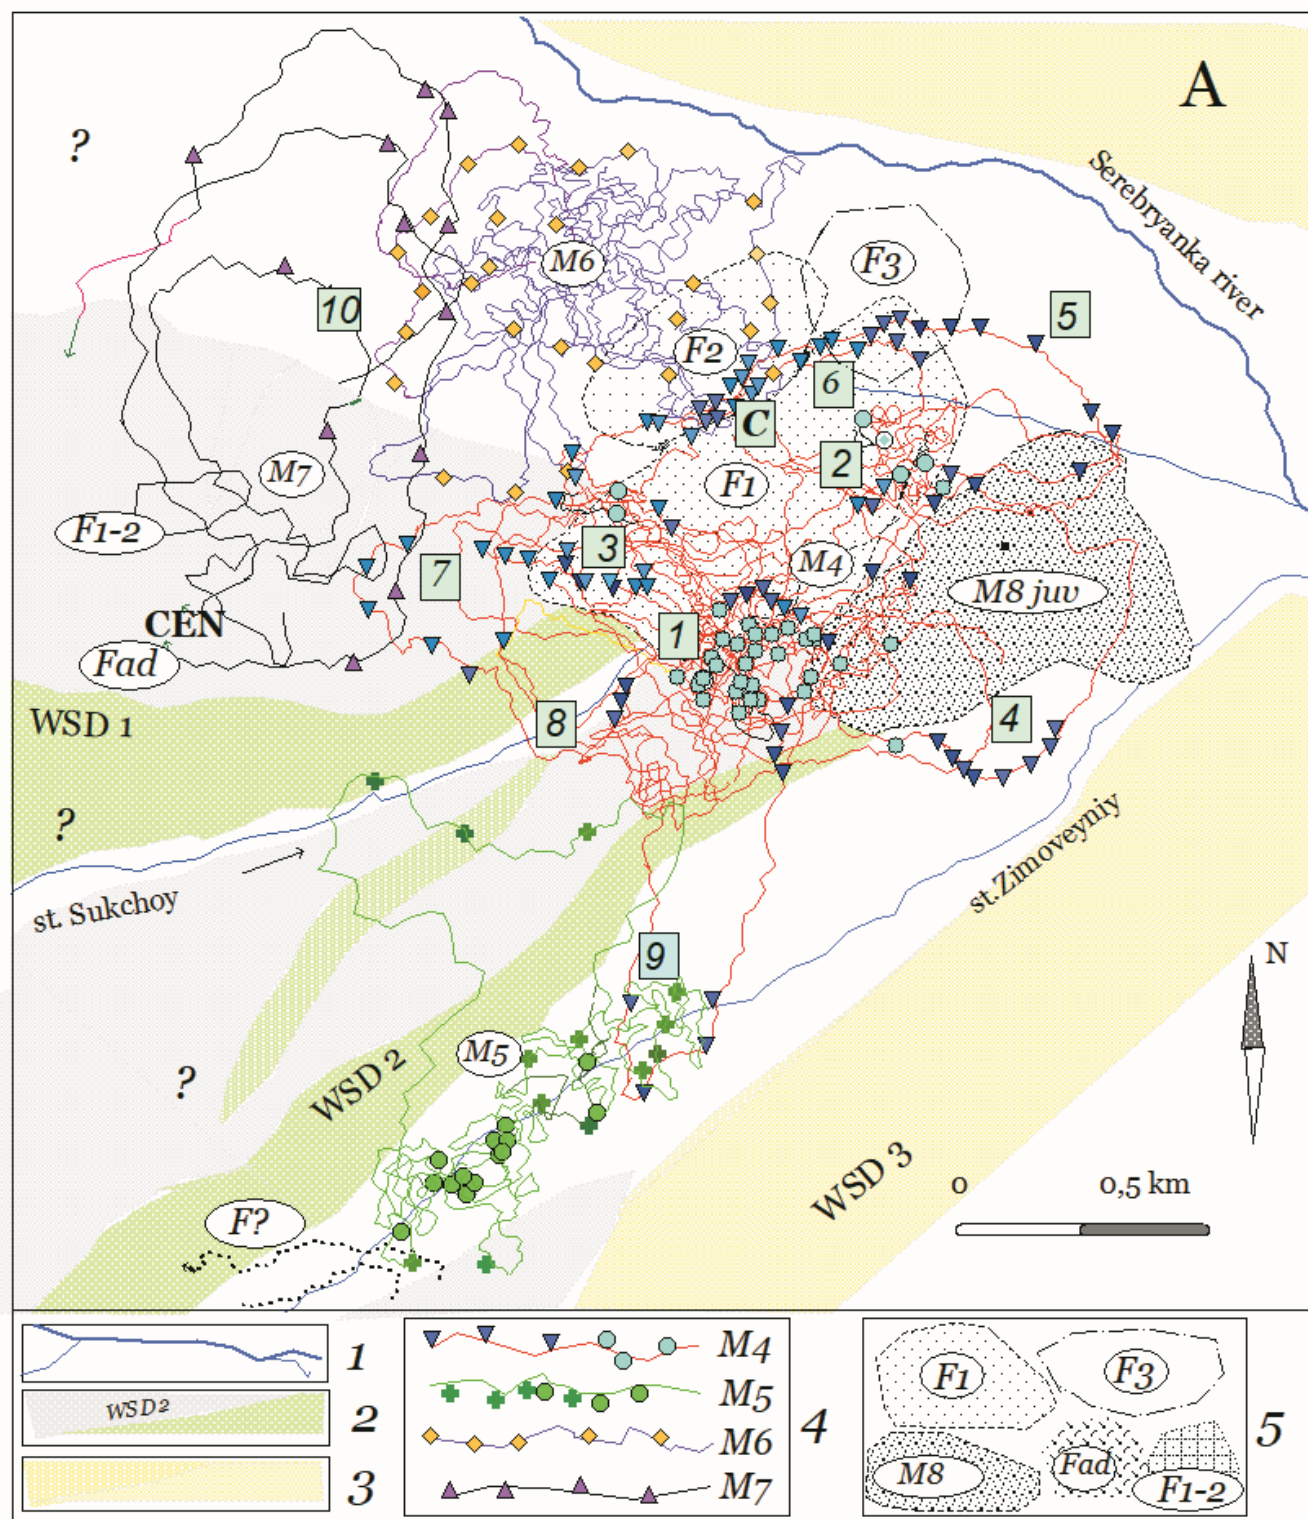 A
?
Serebryanka river
M6
F3
10
5
F2
6
C
2
M7
F1
F1-2
3
M4
7
M8 juv
CEN
1
Fad
WSD 1
8
4
?
st. Sukchoy
st.Zimoveyniy
9
N
M5
WSD 2
?
WSD 3
0 0,5 km
F?
1
WSD2 2
3
M4
M5
M6
M7
4
F1 F3
M8 Fad F1-2
5